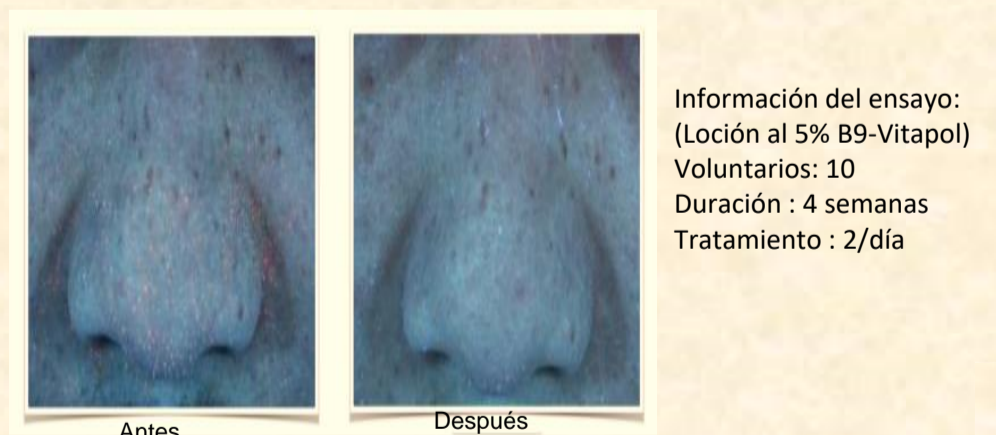 Información del ensayo:
(Loción al 5% B9-Vitapol)
Voluntarios: 10
Duración : 4 semanas
Tratamiento : 2/día
Antes
Después